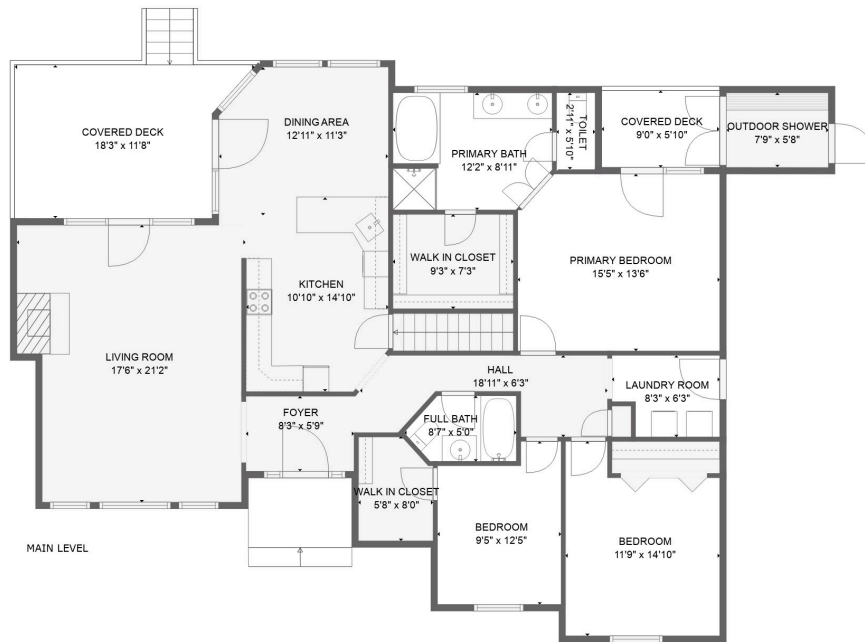 COVERED DECK
18'3" x 11'8"
DINING AREA
12'11" x 11'3"
PRIMARY BATH
12'2" x 8'11"
TOILET
2'11" x 5'10"
COVERED DECK
9'0" x 5'10"
OUTDOOR SHOWER
7'9" x 5'8"
WALK IN CLOSET
9'3" x 7'3"
PRIMARY BEDROOM
15'5" x 13'6"
KITCHEN
10'10" x 14'10"
LIVING ROOM
17'6" x 21'2"
HALL
18'11" x 6'3"
LAUNDRY ROOM
8'3" x 6'3"
FOYER
8'3" x 5'9"
FULL BATH
8'7" x 5'0"
WALK IN CLOSET
5'8" x 8'0"
BEDROOM
9'5" x 12'5"
BEDROOM
11'9" x 14'10"
MAIN LEVEL